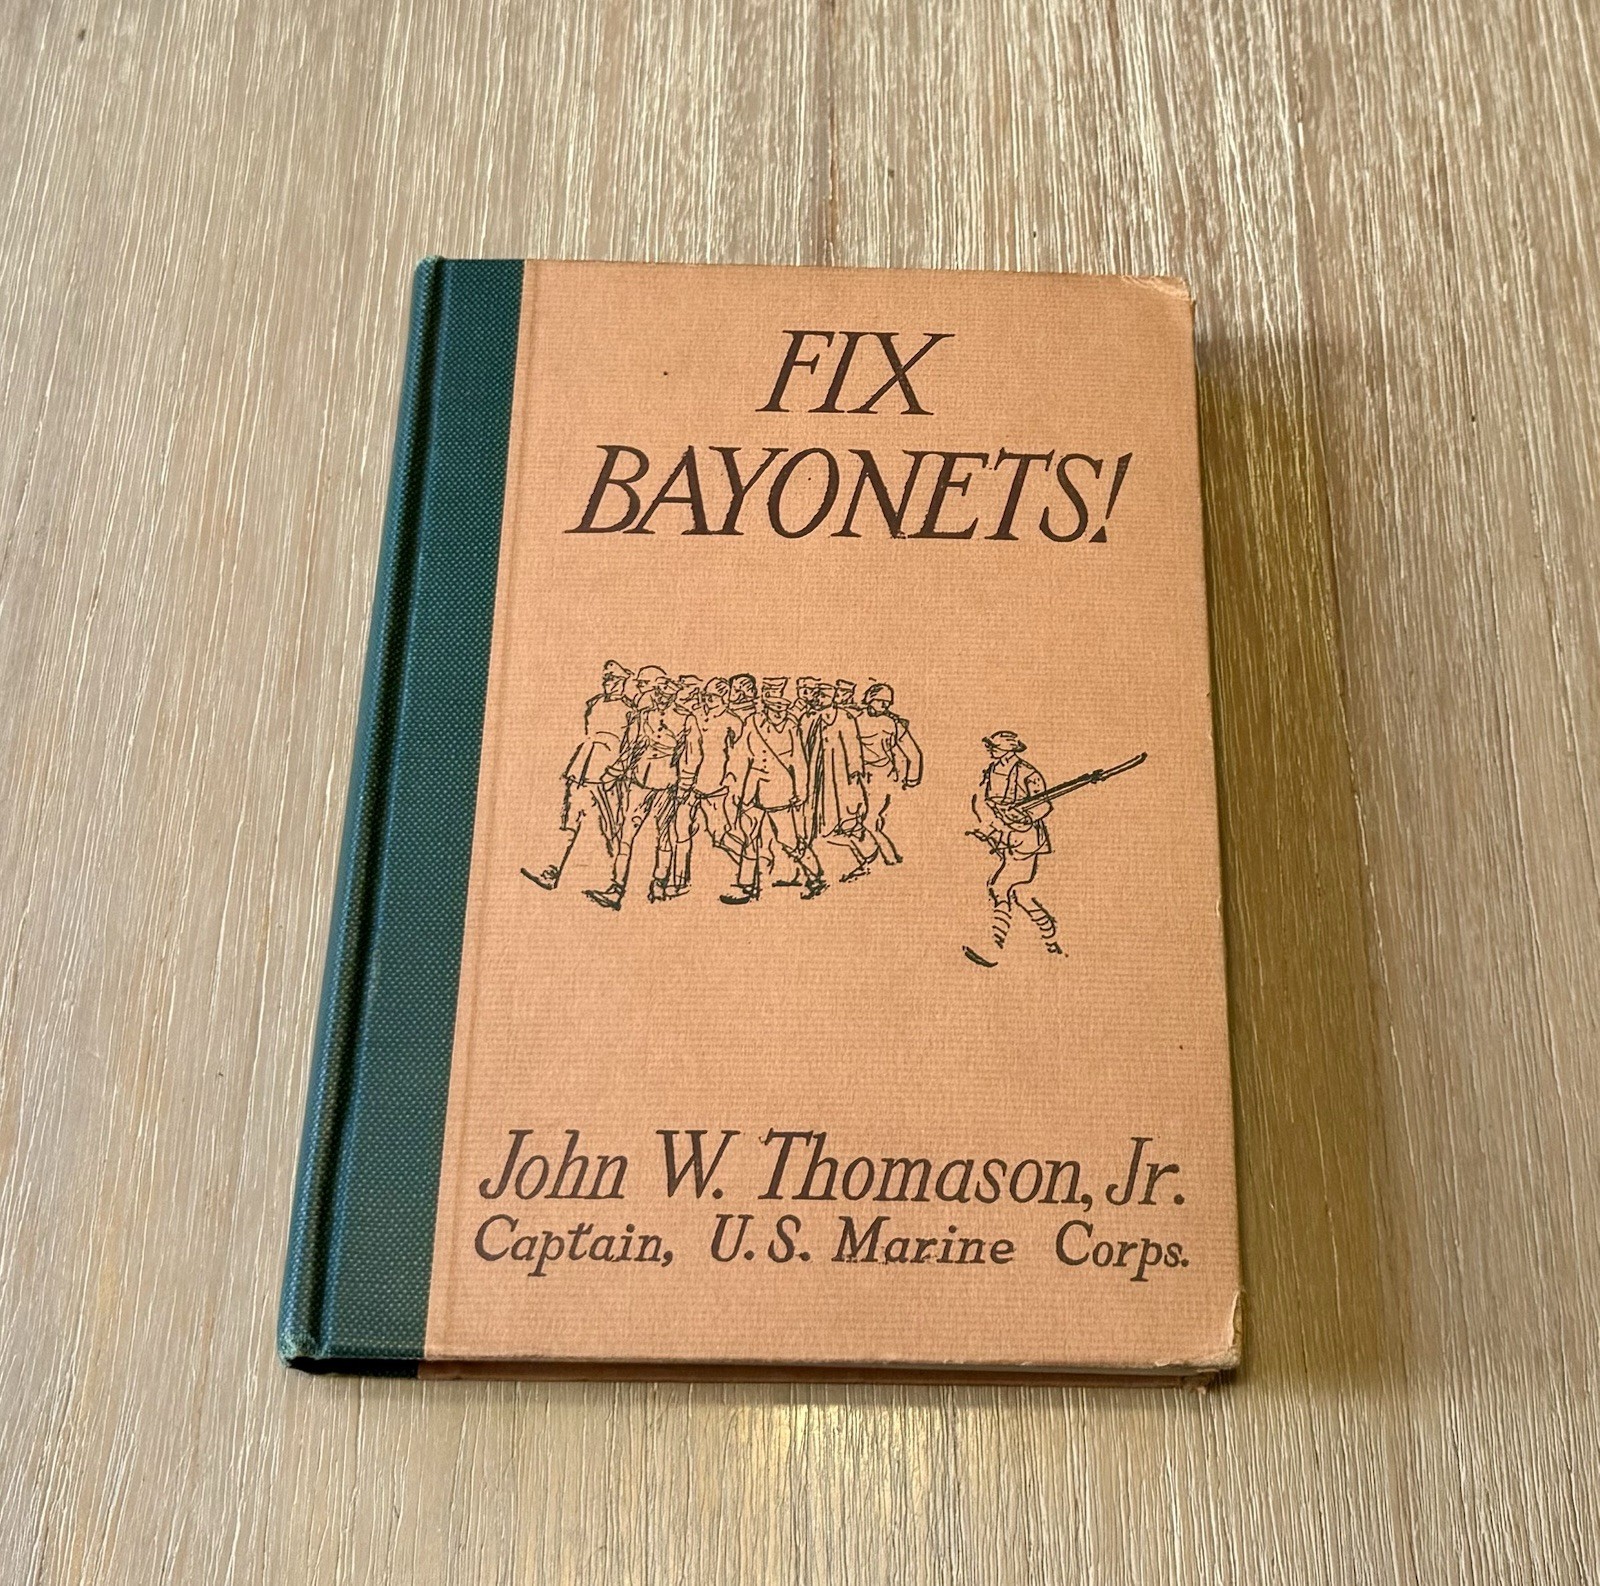 FIX
BAYONETS!
John W. Thomason, Jr.
Captain, U.S. Marine Corps.